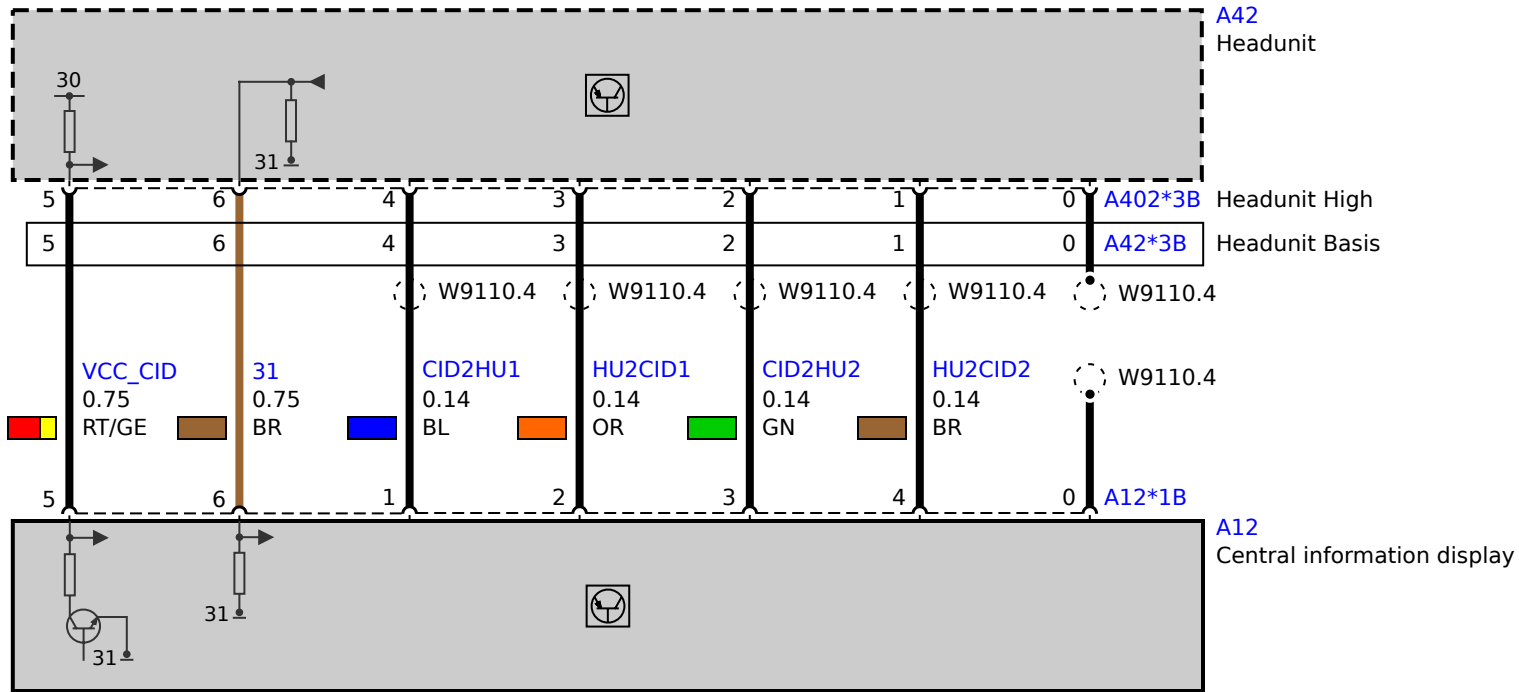 A42
Headunit
30
31
5 6 4 3 2 1 0 A402*3B Headunit High
5 6 4 3 2 1 0 A42*3B Headunit Basis
W9110.4 W9110.4 W9110.4 W9110.4 W9110.4
VCC_CID 31 CID2HU1 HU2CID1 CID2HU2 HU2CID2 W9110.4
0.75 0.75 0.14 0.14 0.14 0.14
RT/GE BR BL OR GN BR
5 6 1 2 3 4 0 A12*1B
A12
Central information display
31
31